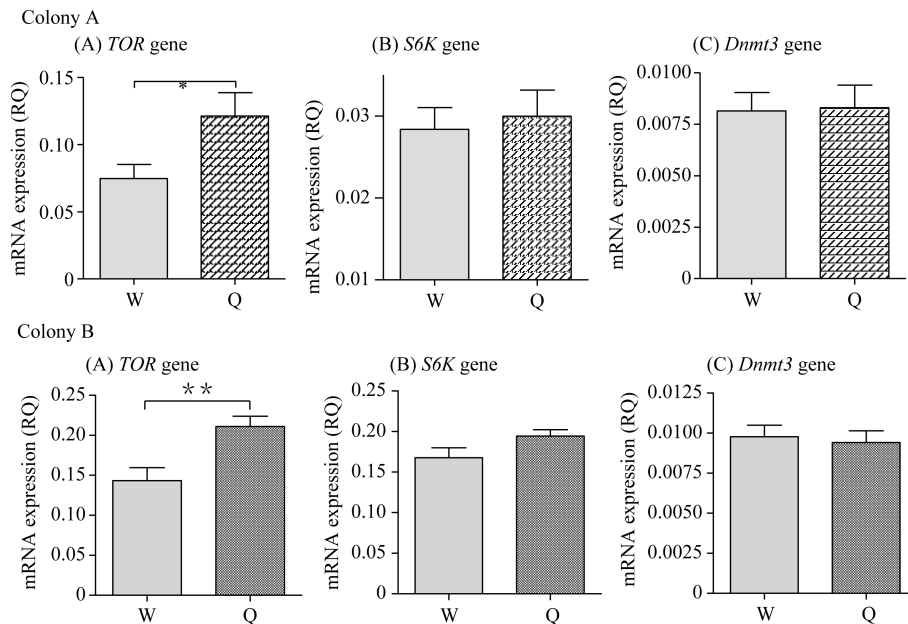 Colony A
(A) TOR gene
(B) S6K gene
(C) Dnmt3 gene
mRNA expression (RQ)
0.15
0.10
0.05
0
*
W
Q
mRNA expression (RQ)
0.03
0.02
0.01
W
Q
mRNA expression (RQ)
0.0100
0.0075
0.0050
0.0025
0
W
Q
Colony B
(A) TOR gene
(B) S6K gene
(C) Dnmt3 gene
mRNA expression (RQ)
0.25
0.20
0.15
0.10
0.05
0
**
W
Q
mRNA expression (RQ)
0.25
0.20
0.15
0.10
0.05
0
W
Q
mRNA expression (RQ)
0.0125
0.0100
0.0075
0.0050
0.0025
0
W
Q